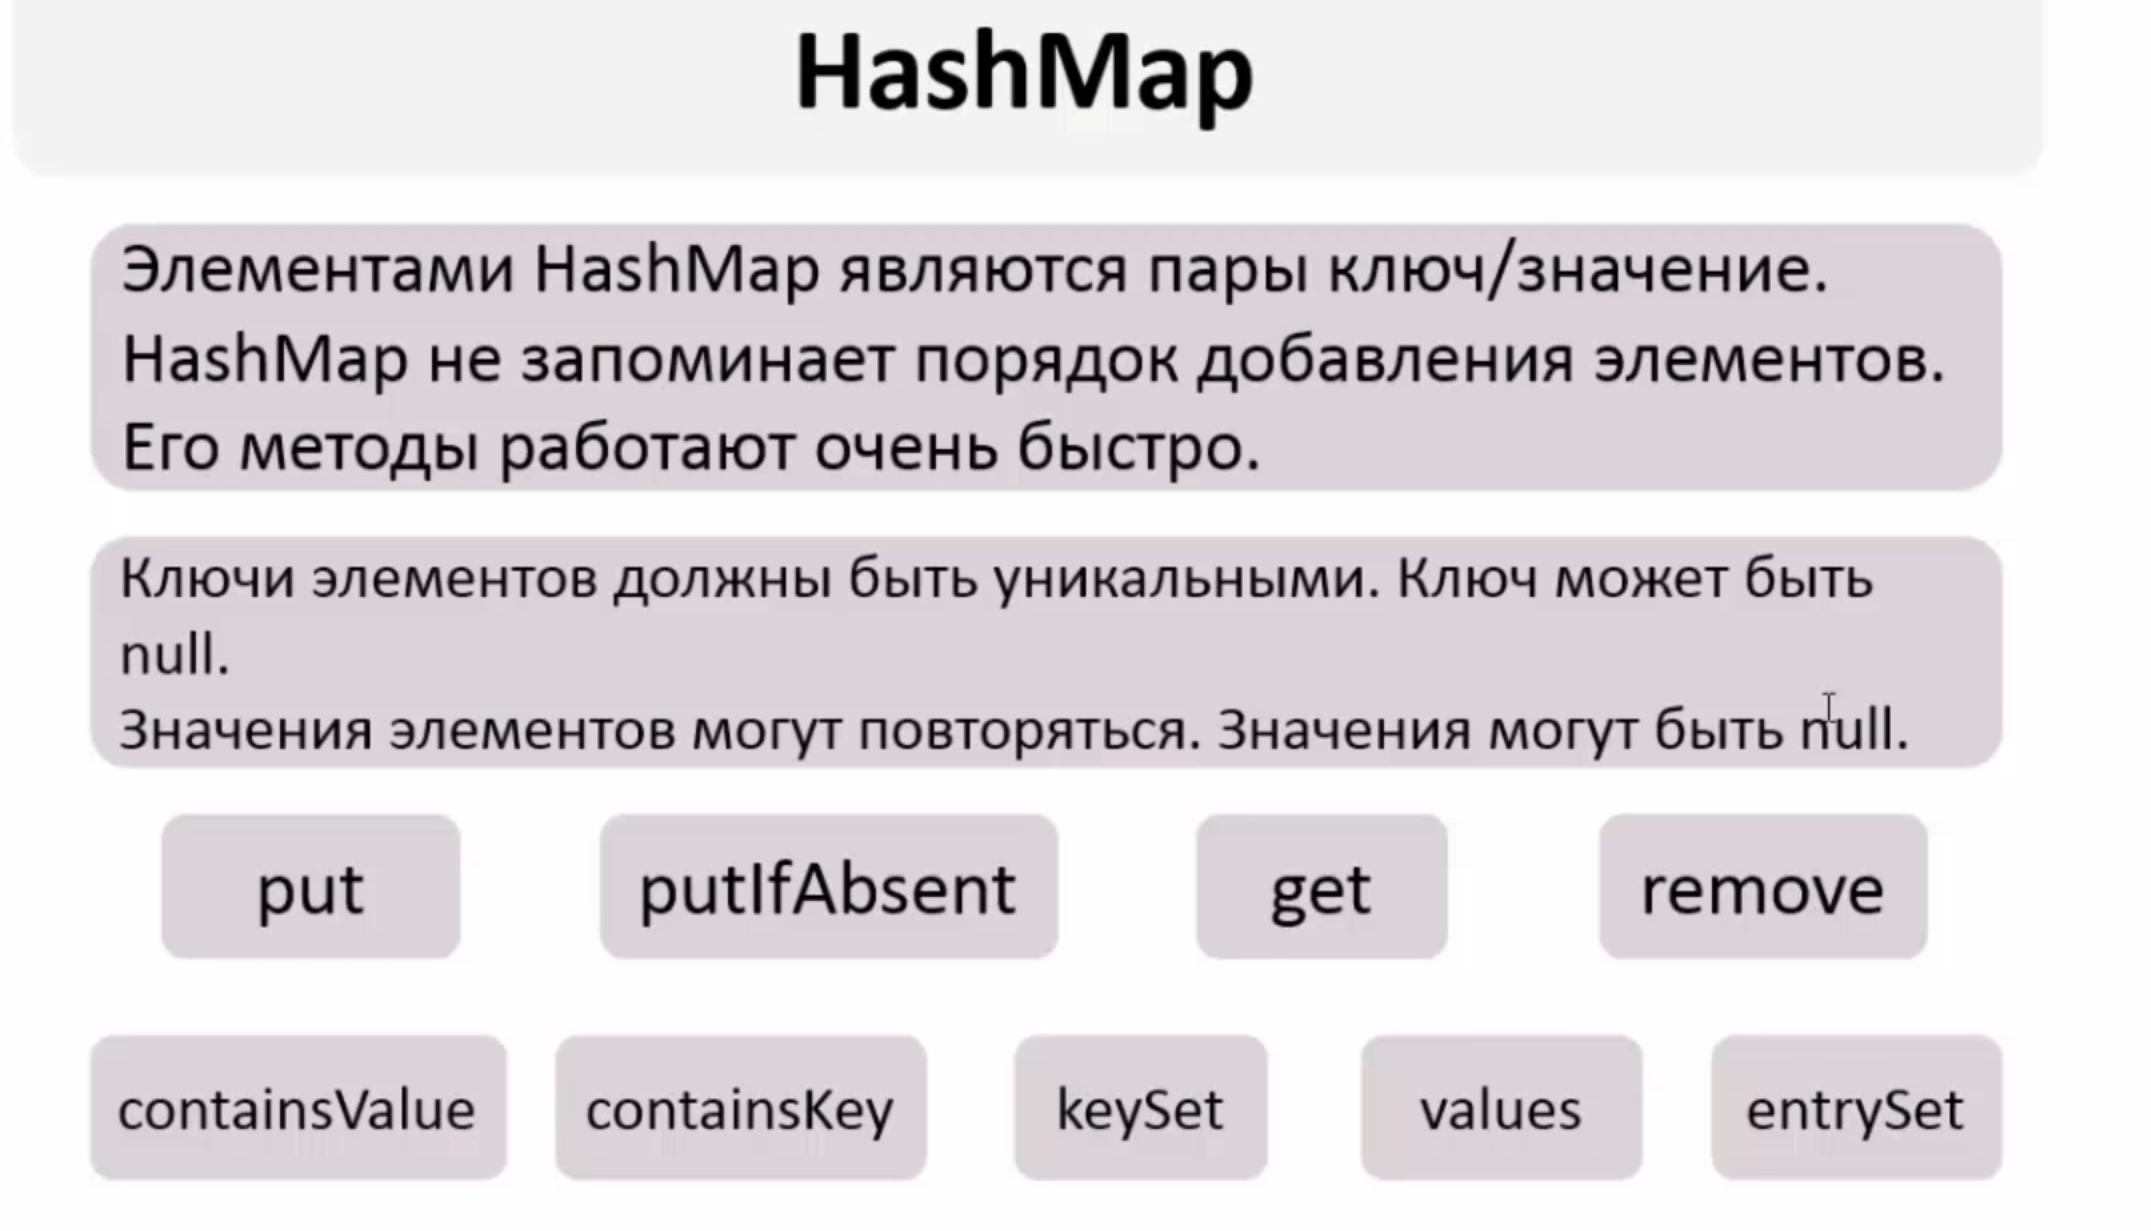 HashMap
Элементами HashMap являются пары ключ/значение.
HashMap не запоминает порядок добавления элементов.
Его методы работают очень быстро.
Ключи элементов должны быть уникальными. Ключ может быть
null.
Значения элементов могут повторяться. Значения могут быть null.
put putIfAbsent get remove
containsValue containsKey keySet values entrySet